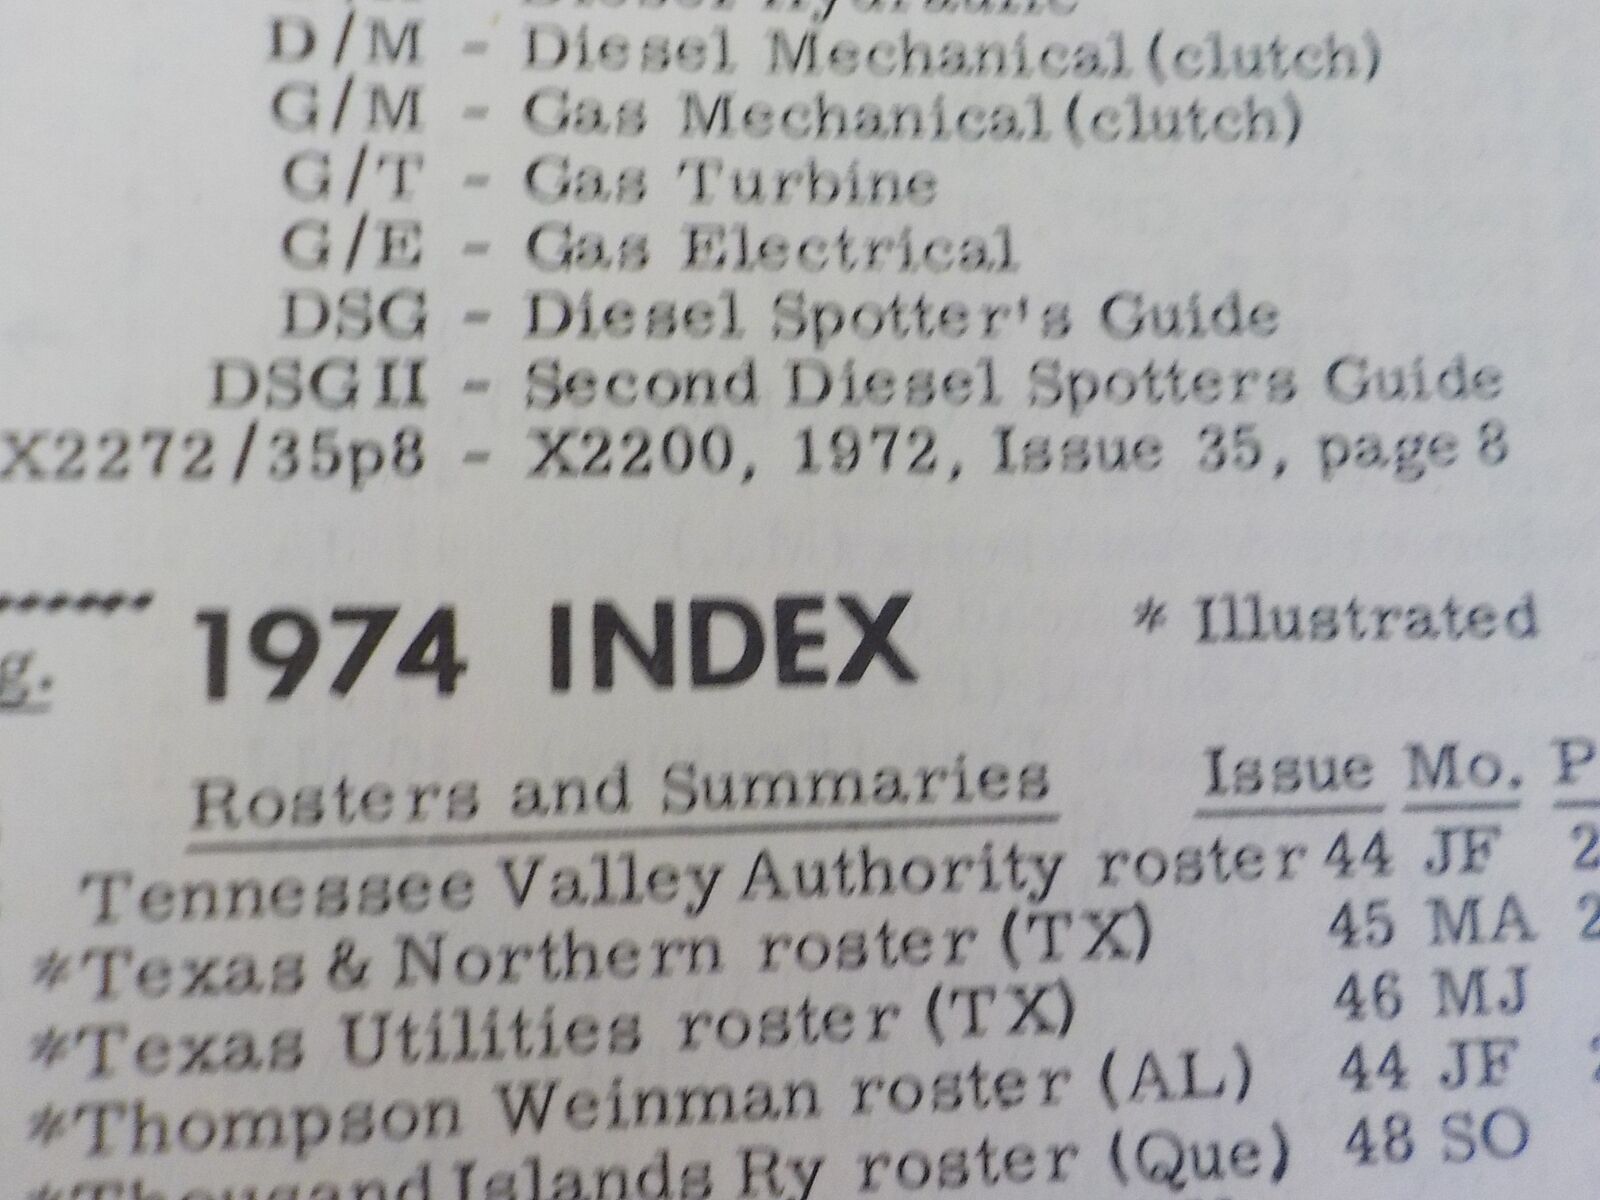 Diesel Hydraulic
D/M - Diesel Mechanical (clutch)
G/M - Gas Mechanical (clutch)
G/T - Gas Turbine
G/E - Gas Electrical
DSG - Diesel Spotter's Guide
DSG II - Second Diesel Spotters Guide
X2272/35p8 - X2200, 1972, Issue 35, page 8
1974 INDEX * Illustrated
Rosters and Summaries Issue Mo.
Tennessee Valley Authority roster 44 JF
*Texas & Northern roster (TX) 45 MA
*Texas Utilities roster (TX) 46 MJ
*Thompson Weinman roster (AL) 44 JF
*Thousand Islands Ry roster (Que) 48 SO